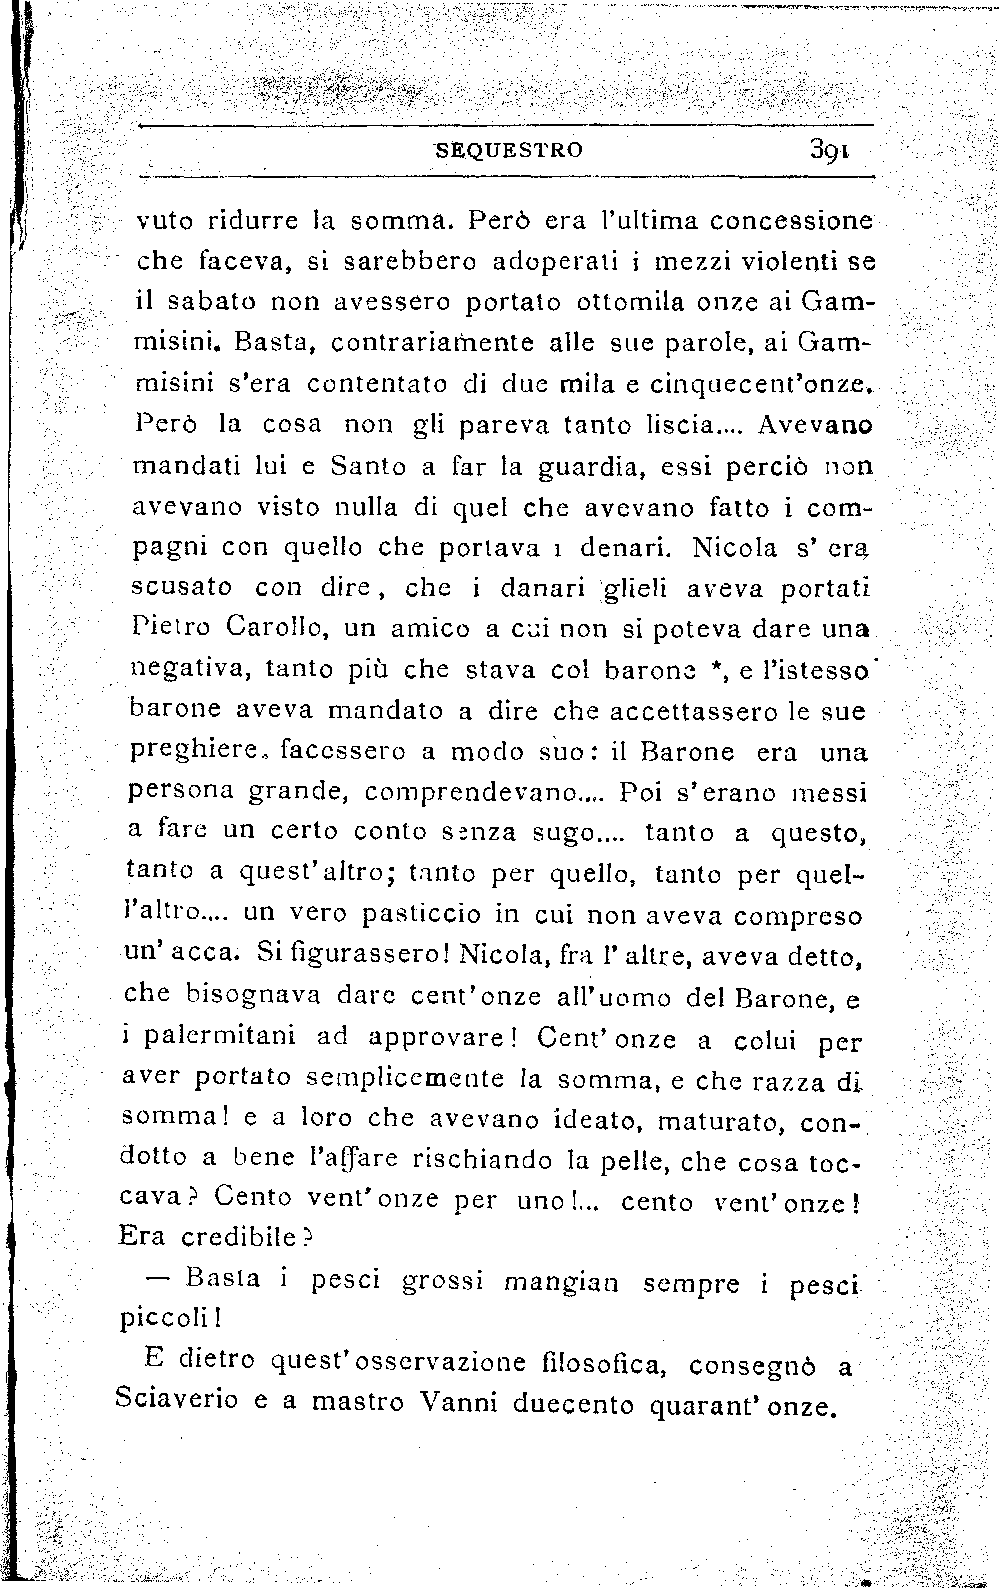 SEQUESTRO 391
vuto ridurre la somma. Però era l'ultima concessione
che faceva, si sarebbero adoperati i mezzi violenti se
il sabato non avessero portato ottomila onze ai Gam-
misini. Basta, contrariamente alle sue parole, ai Gam-
misini s'era contentato di due mila e cinquecent'onze.
Però la cosa non gli pareva tanto liscia.... Avevano
mandati lui e Santo a far la guardia, essi perciò non
avevano visto nulla di quel che avevano fatto i com-
pagni con quello che portava i denari. Nicola s' era
scusato con dire, che i danari glieli aveva portati
Pietro Carollo, un amico a cui non si poteva dare una
negativa, tanto più che stava col barone *, e l'istesso
barone aveva mandato a dire che accettassero le sue
preghiere, facessero a modo suo: il Barone era una
persona grande, comprendevano.... Poi s'erano messi
a fare un certo conto senza sugo.... tanto a questo,
tanto a quest'altro; tanto per quello, tanto per quel-
l'altro.... un vero pasticcio in cui non aveva compreso
un' acca. Si figurassero! Nicola, fra l' altre, aveva detto,
che bisognava dare cent'onze all'uomo del Barone, e
i palermitani ad approvare! Cent' onze a colui per
aver portato semplicemente la somma, e che razza di
somma! e a loro che avevano ideato, maturato, con-
dotto a bene l'affare rischiando la pelle, che cosa toc-
cava? Cento vent'onze per uno!... cento vent'onze!
Era credibile?
— Basta i pesci grossi mangian sempre i pesci
piccoli!
E dietro quest'osservazione filosofica, consegnò a
Sciaverio e a mastro Vanni duecento quarant' onze.